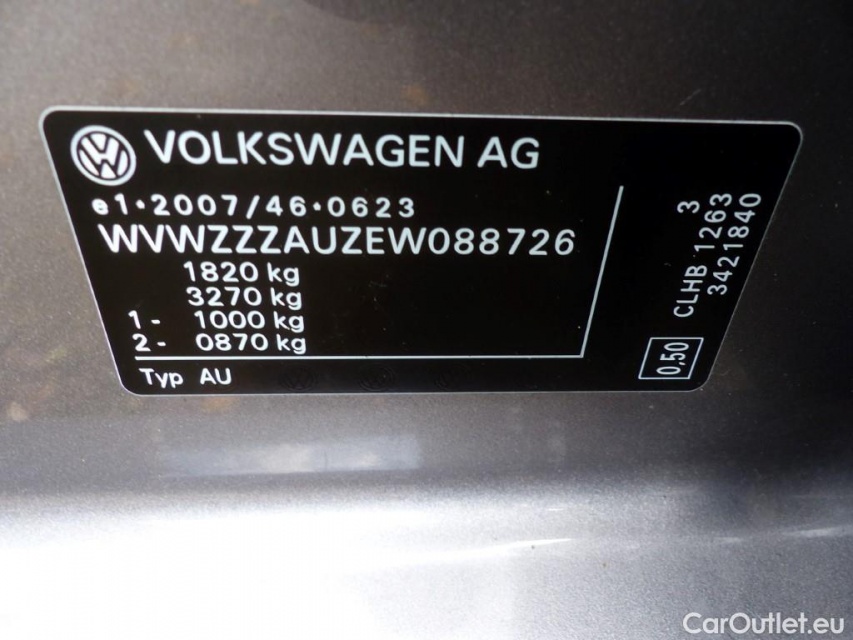 VOLKSWAGEN AG
e1*2007/46*0623
WVWZZZAUZEW088726
1820 kg
3270 kg
1- 1000 kg
2- 0870 kg
Typ AU
3
CLHB 1263
3421840
0,50
CarOutlet.eu